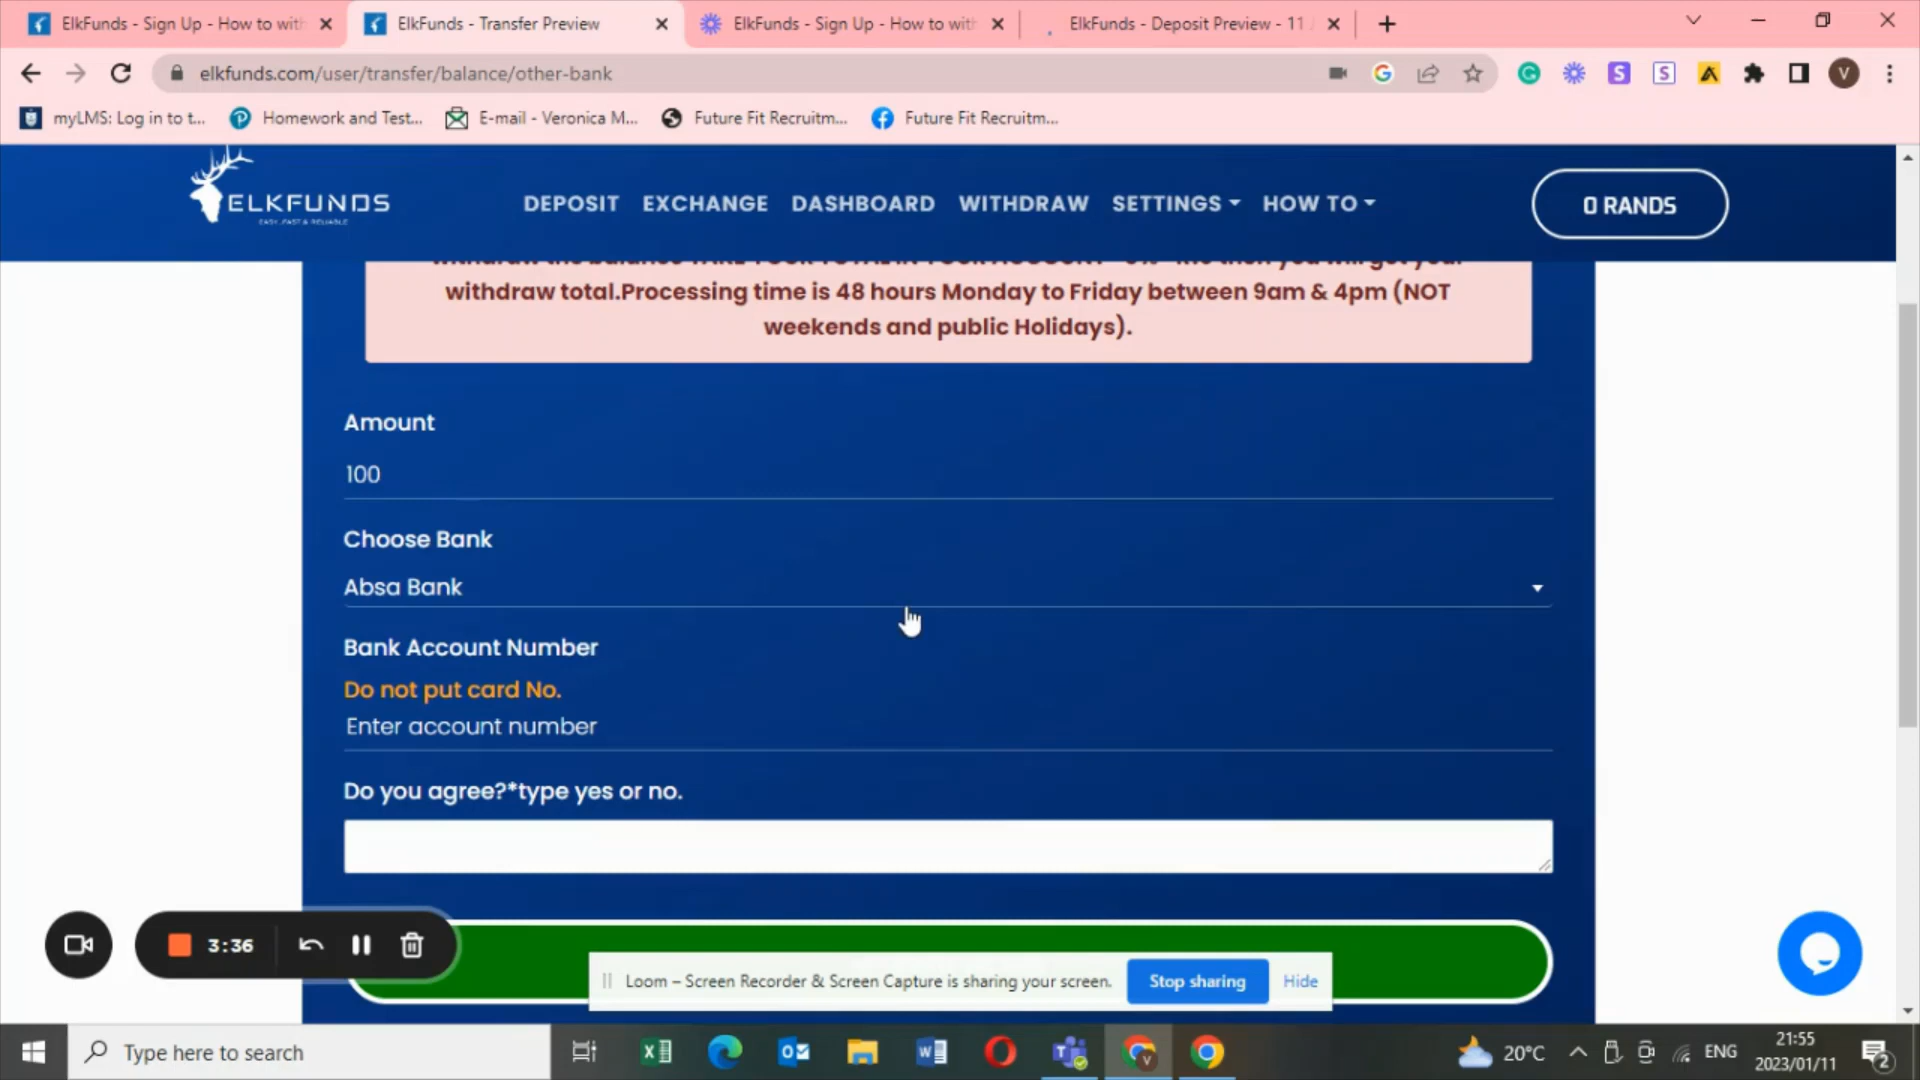 ElkFunds - Sign Up - How to with
ElkFunds - Transfer Preview
ElkFunds - Sign Up - How to with
ElkFunds - Deposit Preview - 11
elkfunds.com/user/transfer/balance/other-bank
myLMS: Log in to t...
Homework and Test...
E-mail - Veronica M...
Future Fit Recruitm...
Future Fit Recruitm...
ELKFUNDS
EASY, FAST & RELIABLE
DEPOSIT
EXCHANGE
DASHBOARD
WITHDRAW
SETTINGS
HOW TO
0 RANDS
withdraw total.Processing time is 48 hours Monday to Friday between 9am & 4pm (NOT
weekends and public Holidays).
Amount
100
Choose Bank
Absa Bank
Bank Account Number
Do not put card No.
Enter account number
Do you agree?*type yes or no.
3:36
Loom – Screen Recorder & Screen Capture is sharing your screen.
Stop sharing
Hide
Type here to search
20°C
ENG
21:55
2023/01/11
2